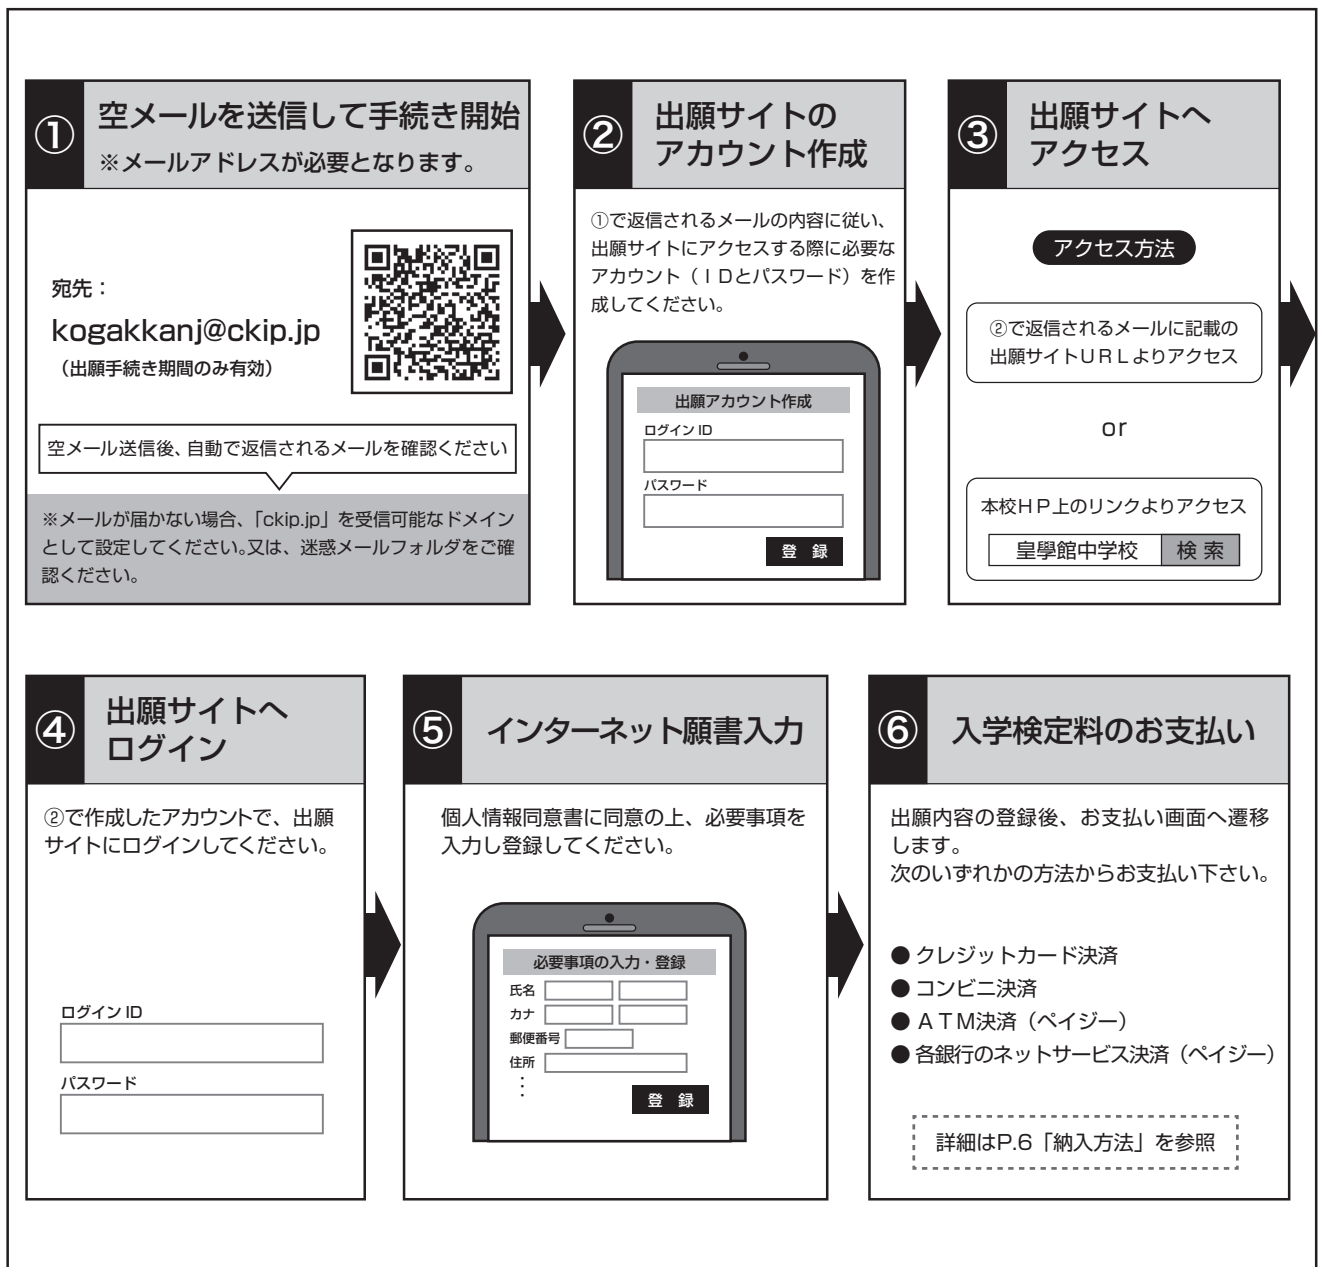 ①
空メールを送信して手続き開始
※メールアドレスが必要となります。
宛先：
kogakkanj@ckip.jp
（出願手続き期間のみ有効）
空メール送信後、自動で返信されるメールを確認ください
※メールが届かない場合、「ckip.jp」を受信可能なドメイン
として設定してください。又は、迷惑メールフォルダをご確
認ください。
②
出願サイトの
アカウント作成
①で返信されるメールの内容に従い、
出願サイトにアクセスする際に必要な
アカウント（ＩＤとパスワード）を作
成してください。
出願アカウント作成
ログイン ID
パスワード
登 録
③
出願サイトへ
アクセス
アクセス方法
②で返信されるメールに記載の
出願サイトＵＲＬよりアクセス
or
本校ＨＰ上のリンクよりアクセス
皇學館中学校 検 索
④
出願サイトへ
ログイン
②で作成したアカウントで、出願
サイトにログインしてください。
ログイン ID
パスワード
⑤
インターネット願書入力
個人情報同意書に同意の上、必要事項を
入力し登録してください。
必要事項の入力・登録
氏名
カナ
郵便番号
住所
⋮
登 録
⑥
入学検定料のお支払い
出願内容の登録後、お支払い画面へ遷移
します。
次のいずれかの方法からお支払い下さい。
● クレジットカード決済
● コンビニ決済
● ＡＴＭ決済（ペイジー）
● 各銀行のネットサービス決済（ペイジー）
詳細はP.6「納入方法」を参照